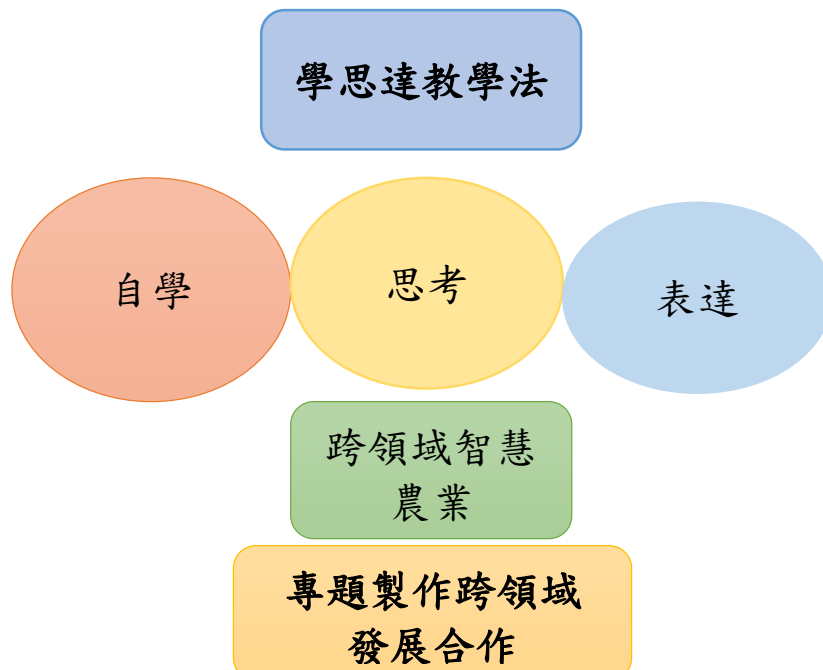 學思達教學法
自學
思考
表達
跨領域智慧
農業
專題製作跨領域
發展合作